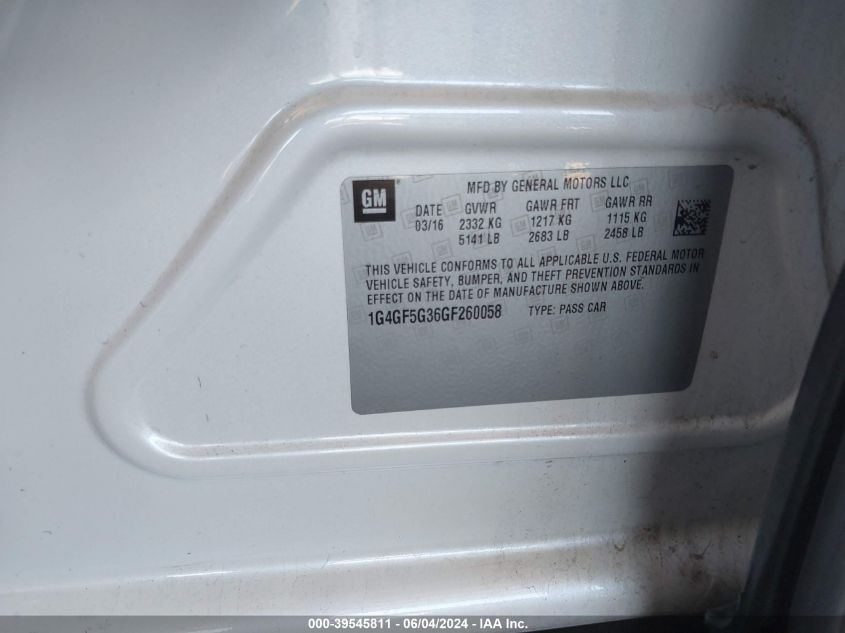 GM
MFD BY GENERAL MOTORS LLC
DATE GVWR GAWR FRT GAWR RR
03/16 2332 KG 1217 KG 1115 KG
5141 LB 2683 LB 2458 LB
THIS VEHICLE CONFORMS TO ALL APPLICABLE U.S. FEDERAL MOTOR
VEHICLE SAFETY, BUMPER, AND THEFT PREVENTION STANDARDS IN
EFFECT ON THE DATE OF MANUFACTURE SHOWN ABOVE.
1G4GF5G36GF260058 TYPE: PASS CAR
000-39545811 - 06/04/2024 - IAA Inc.